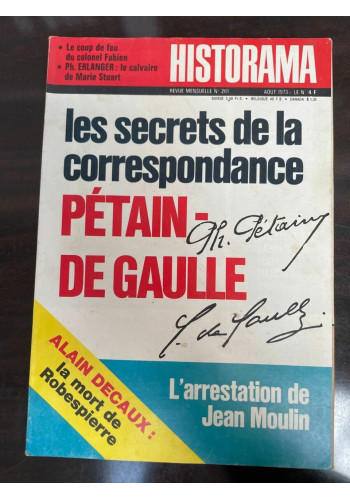 • Le coup de feu
du colonel Fabien
• Ph. ERLANGER : le calvaire
de Marie Stuart
HISTORAMA
REVUE MENSUELLE N° 261
AOUT 1973 - LE N° 4 F
les secrets de la
correspondance
PÉTAIN -
DE GAULLE
Ph. Pétain
C. de Gaulle
ALAIN DECAUX :
la mort de
Robespierre
L'arrestation de
Jean Moulin